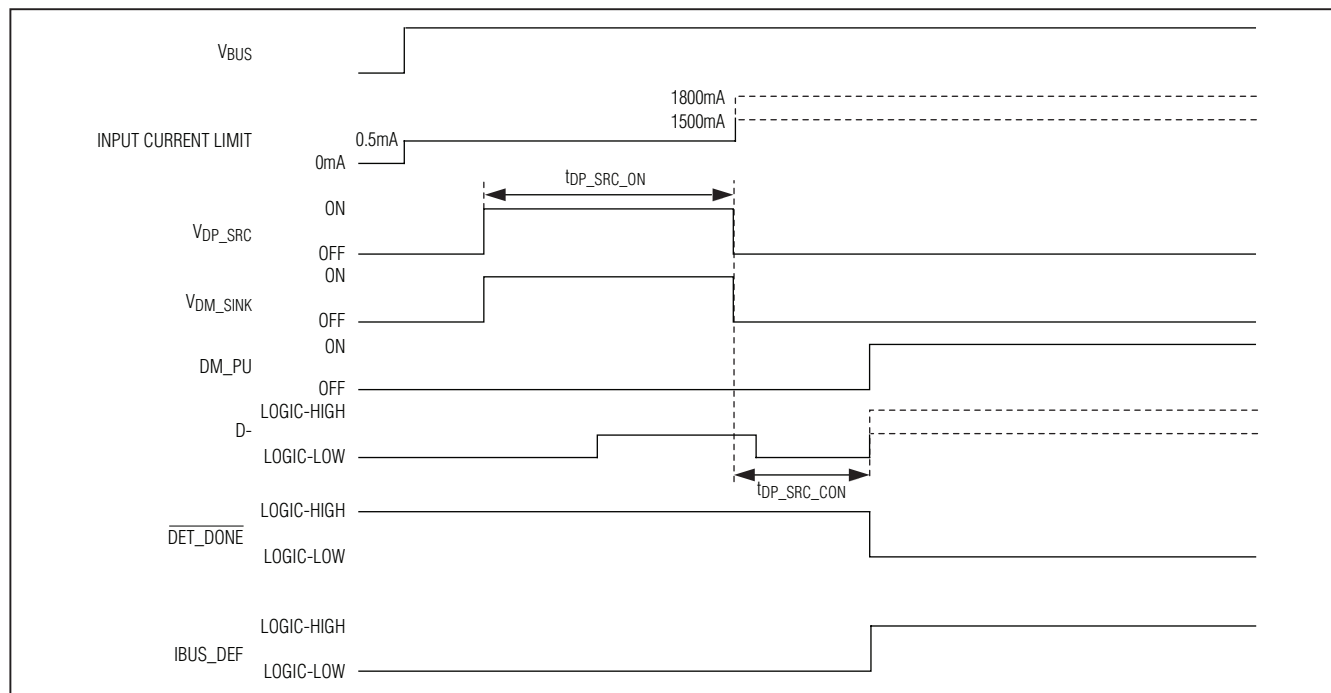 VBUS
1800mA
1500mA
INPUT CURRENT LIMIT
0.5mA
0mA
tDP_SRC_ON
ON
VDP_SRC
OFF
ON
VDM_SINK
OFF
ON
DM_PU
OFF
LOGIC-HIGH
D-
LOGIC-LOW
tDP_SRC_CON
LOGIC-HIGH
DET_DONE
LOGIC-LOW
LOGIC-HIGH
IBUS_DEF
LOGIC-LOW